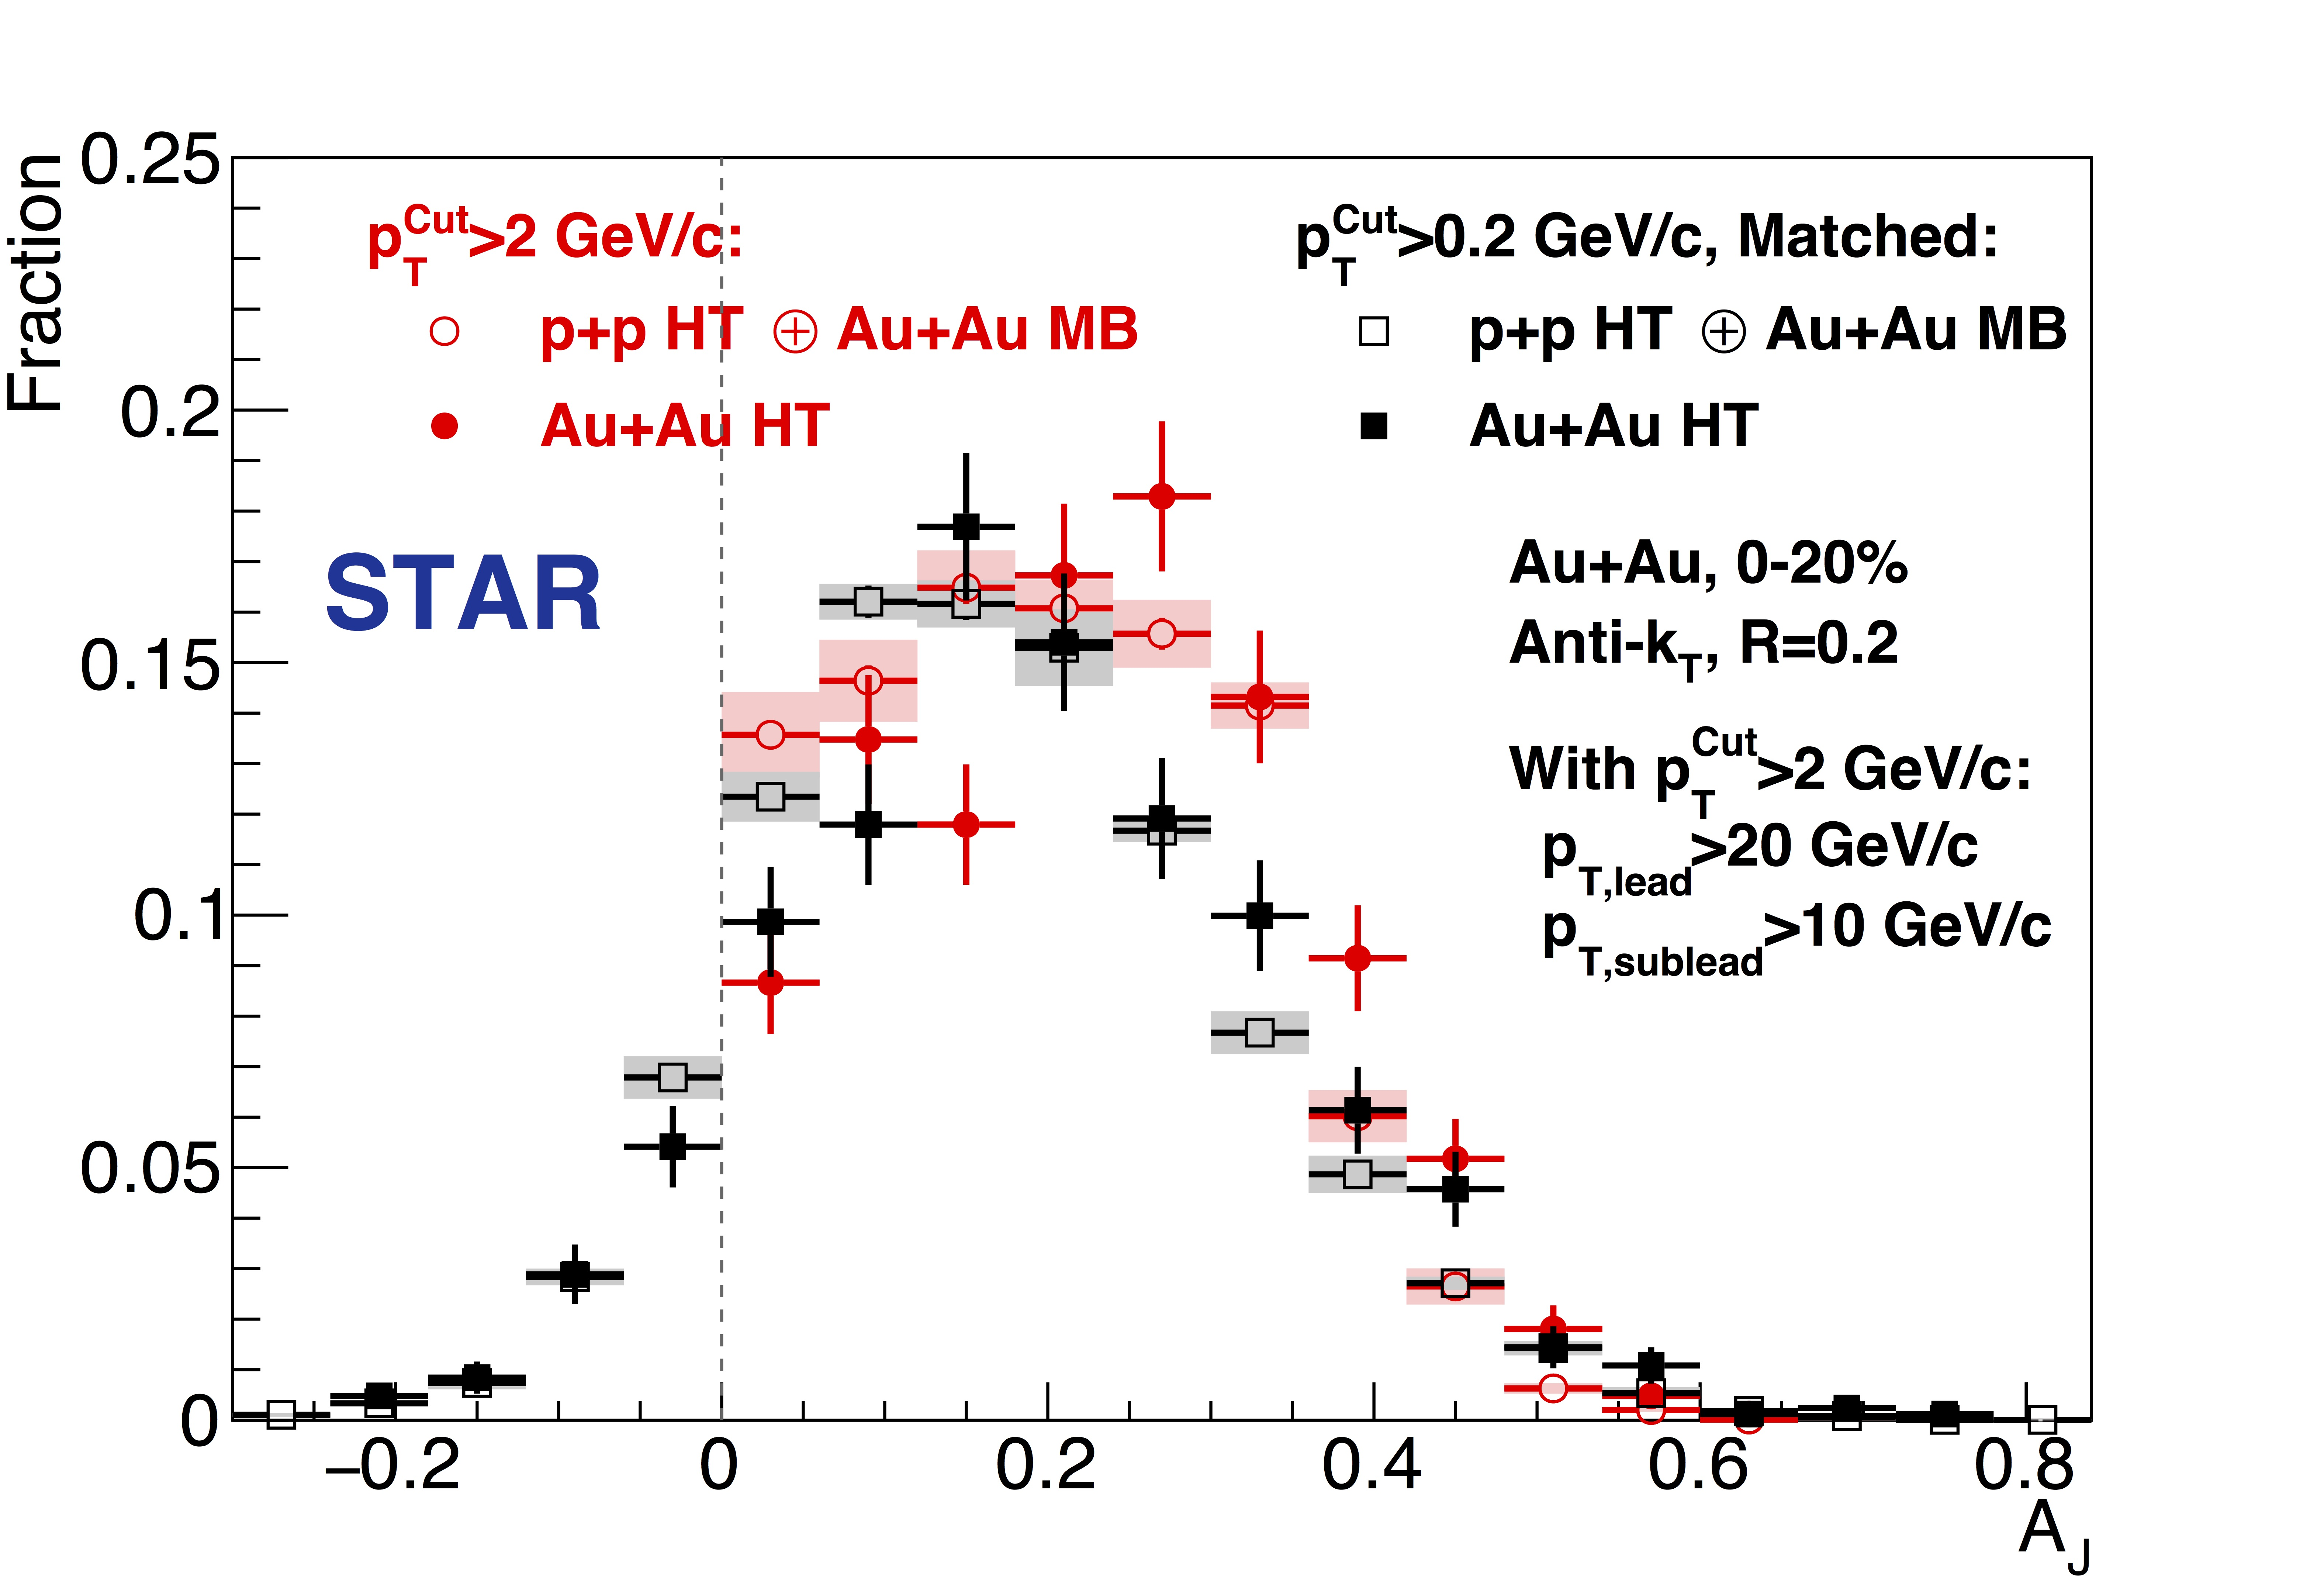 Fraction
0.25
0.2
0.15
0.1
0.05
0
p_T^Cut>2 GeV/c:
p+p HT ⊕ Au+Au MB
Au+Au HT
p_T^Cut>0.2 GeV/c, Matched:
p+p HT ⊕ Au+Au MB
Au+Au HT
STAR
Au+Au, 0-20%
Anti-k_T, R=0.2
With p_T^Cut>2 GeV/c:
p_T,lead>20 GeV/c
p_T,sublead>10 GeV/c
−0.2 0 0.2 0.4 0.6 0.8
A_J